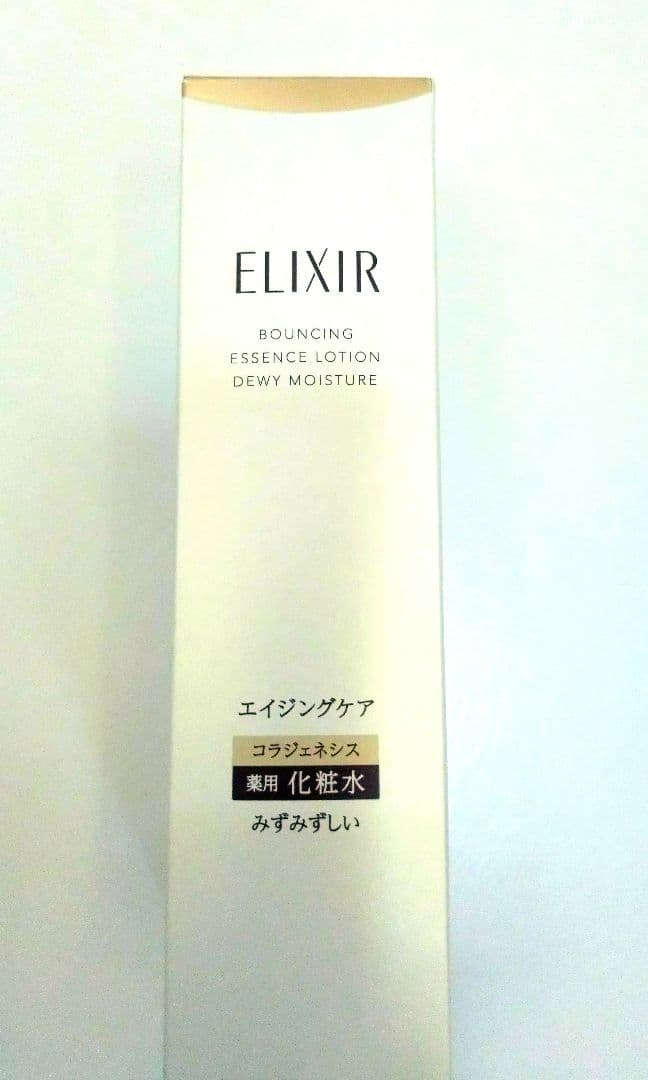 ELIXIR
BOUNCING
ESSENCE LOTION
DEWY MOISTURE
エイジングケア
コラジェネシス
薬用 化粧水
みずみずしい